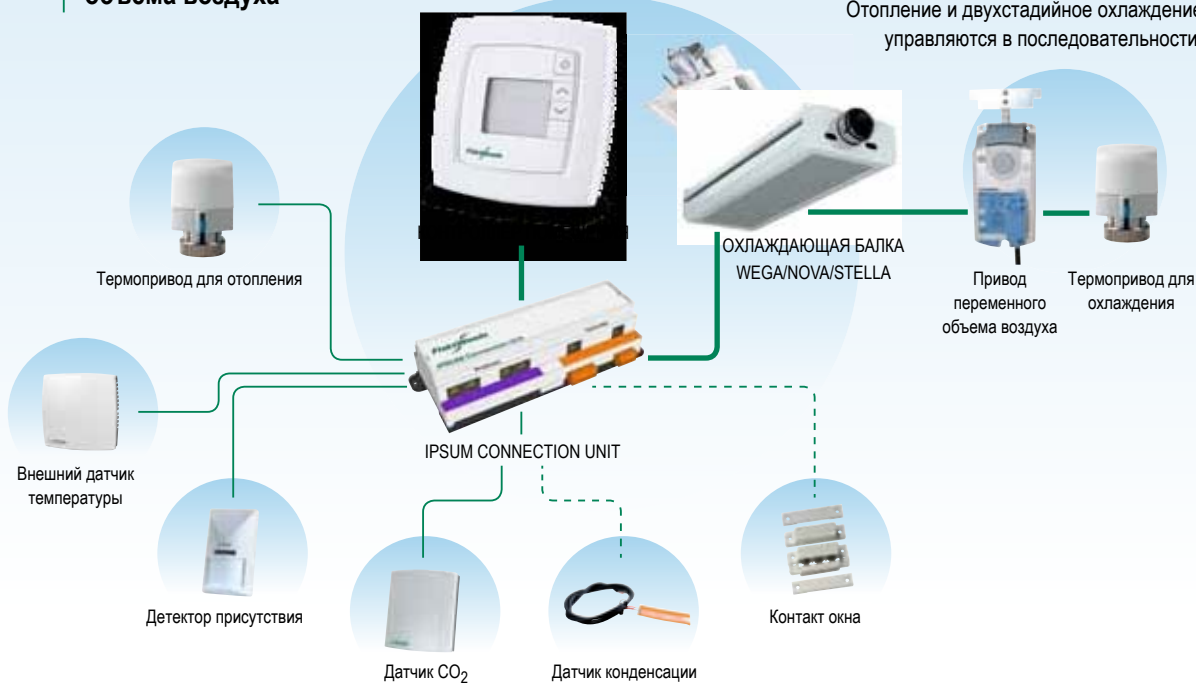 объема воздуха
Отопление и двухстадийное охлаждение
управляются в последовательности
ОХЛАЖДАЮЩАЯ БАЛКА
WEGA/NOVA/STELLA
Термопривод для отопления
Привод
переменного
объема воздуха
Термопривод для
охлаждения
IPSUM CONNECTION UNIT
Внешний датчик
температуры
Детектор присутствия
Контакт окна
Датчик CO2
Датчик конденсации